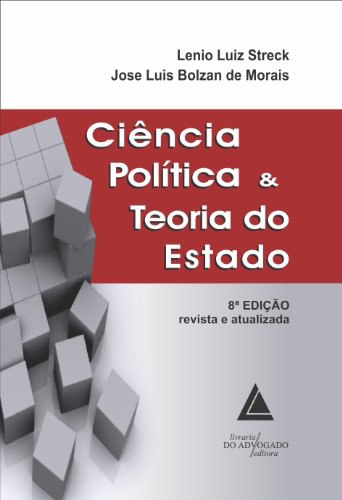 Lenio Luiz Streck
Jose Luis Bolzan de Morais
Ciência
Política &
Teoria do
Estado
8ª EDIÇÃO
revista e atualizada
livraria
DO ADVOGADO
editora